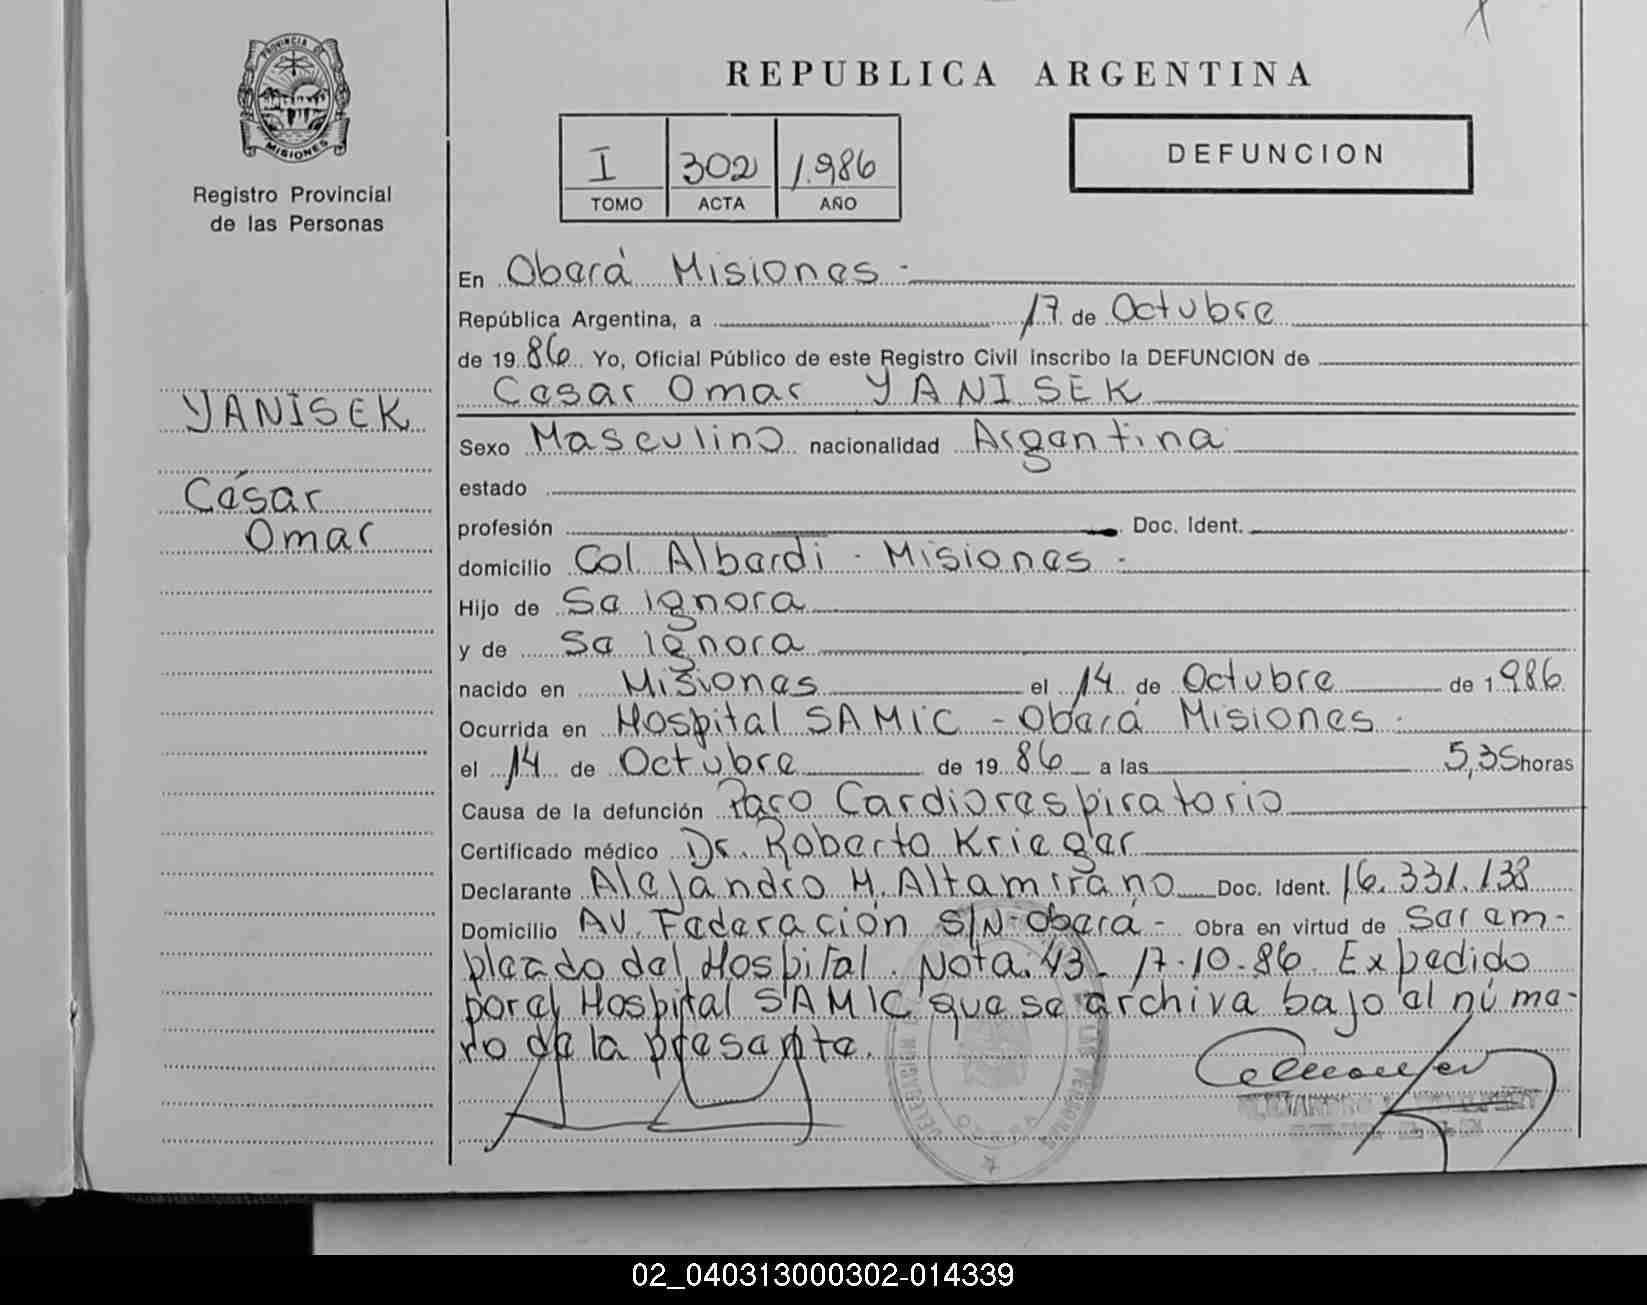 PROVINCIA DE
MISIONES
Registro Provincial
de las Personas
REPUBLICA ARGENTINA
I 302 1.986
TOMO ACTA AÑO
DEFUNCION
En Oberá Misiones -
República Argentina, a 17 de Octubre
de 1986 Yo, Oficial Público de este Registro Civil inscribo la DEFUNCION de
Cesar Omar YANISEK
YANISEK
César
Omar
Sexo Masculino nacionalidad Argentina
estado
profesión Doc. Ident.
domicilio Col. Alberdi - Misiones -
Hijo de Se ignora
y de Se ignora
nacido en Misiones el 14 de Octubre de 1986
Ocurrida en Hospital SAMIC - Oberá Misiones -
el 14 de Octubre de 1986 a las 5,35 horas
Causa de la defunción Paro Cardiorespiratorio
Certificado médico Dr. Roberto Krieger
Declarante Alejandro H. Altamirano Doc. Ident. 16.331.138
Domicilio Av. Federación S/N - Oberá - Obra en virtud de Ser em-
pleado del Hospital. Nota. 43 - 17-10-86. Expedido
por el Hospital SAMIC que se archiva bajo el núme-
ro de la presente.
02_040313000302-014339